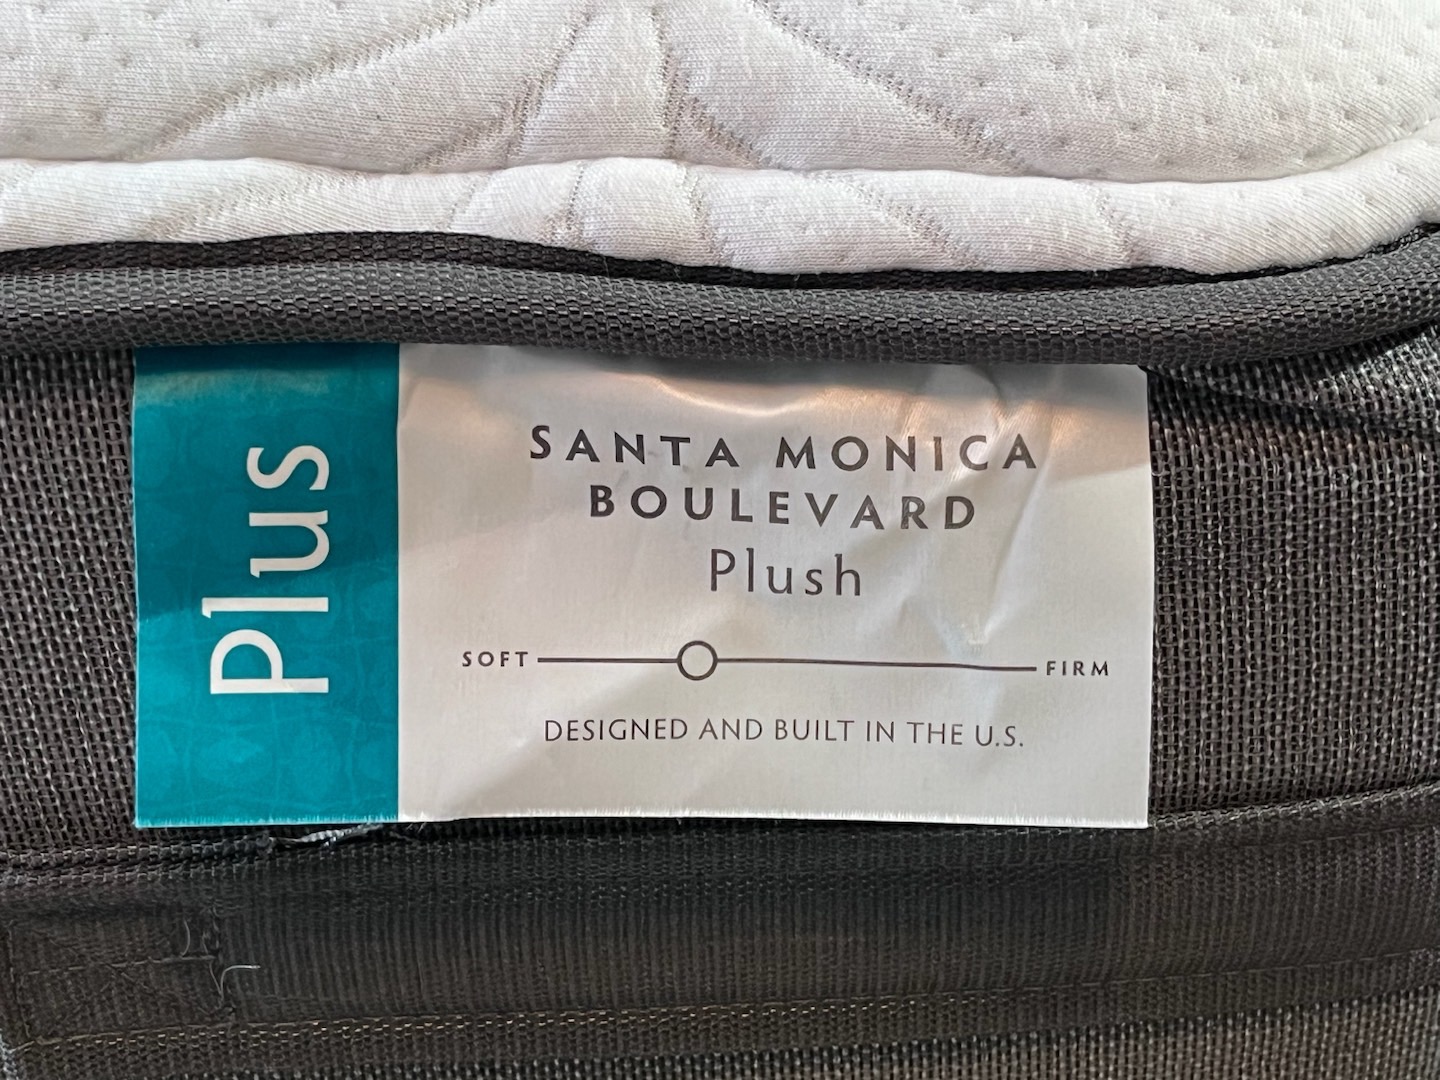 Plus
SANTA MONICA
BOULEVARD
Plush
SOFT FIRM
DESIGNED AND BUILT IN THE U.S.